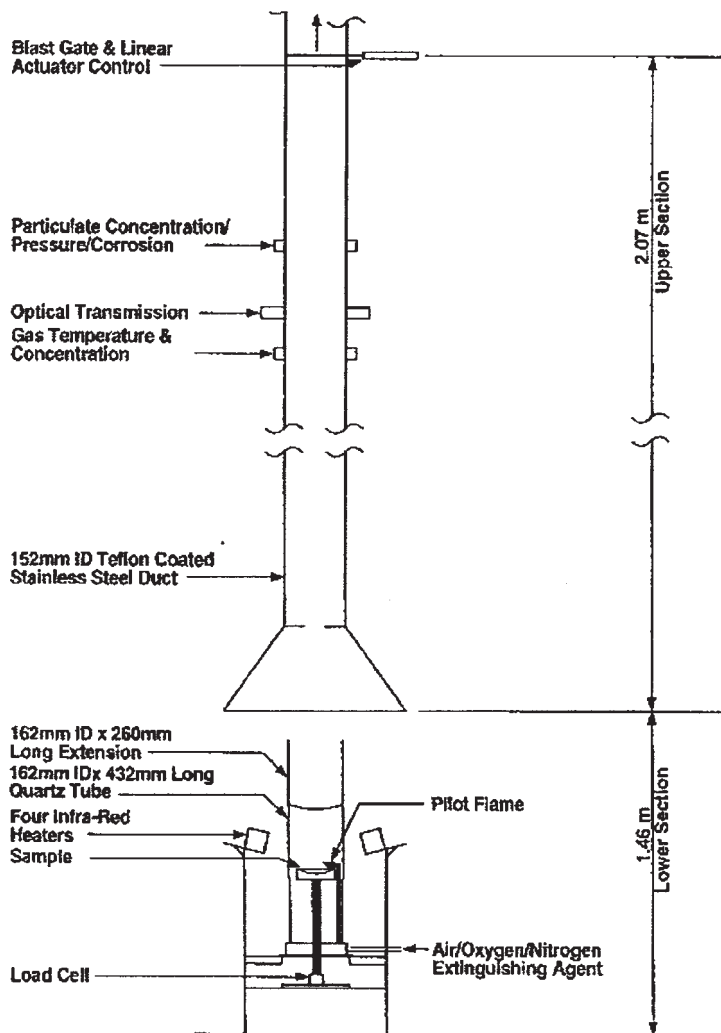 Blast Gate & Linear
Actuator Control
Particulate Concentration/
Pressure/Corrosion
Optical Transmission
Gas Temperature &
Concentration
2.07 m
Upper Section
152mm ID Teflon Coated
Stainless Steel Duct
162mm ID x 260mm
Long Extension
162mm IDx 432mm Long
Quartz Tube
Four Infra-Red
Heaters
Sample
Pilot Flame
1.46 m
Lower Section
Load Cell
Air/Oxygen/Nitrogen
Extinguishing Agent